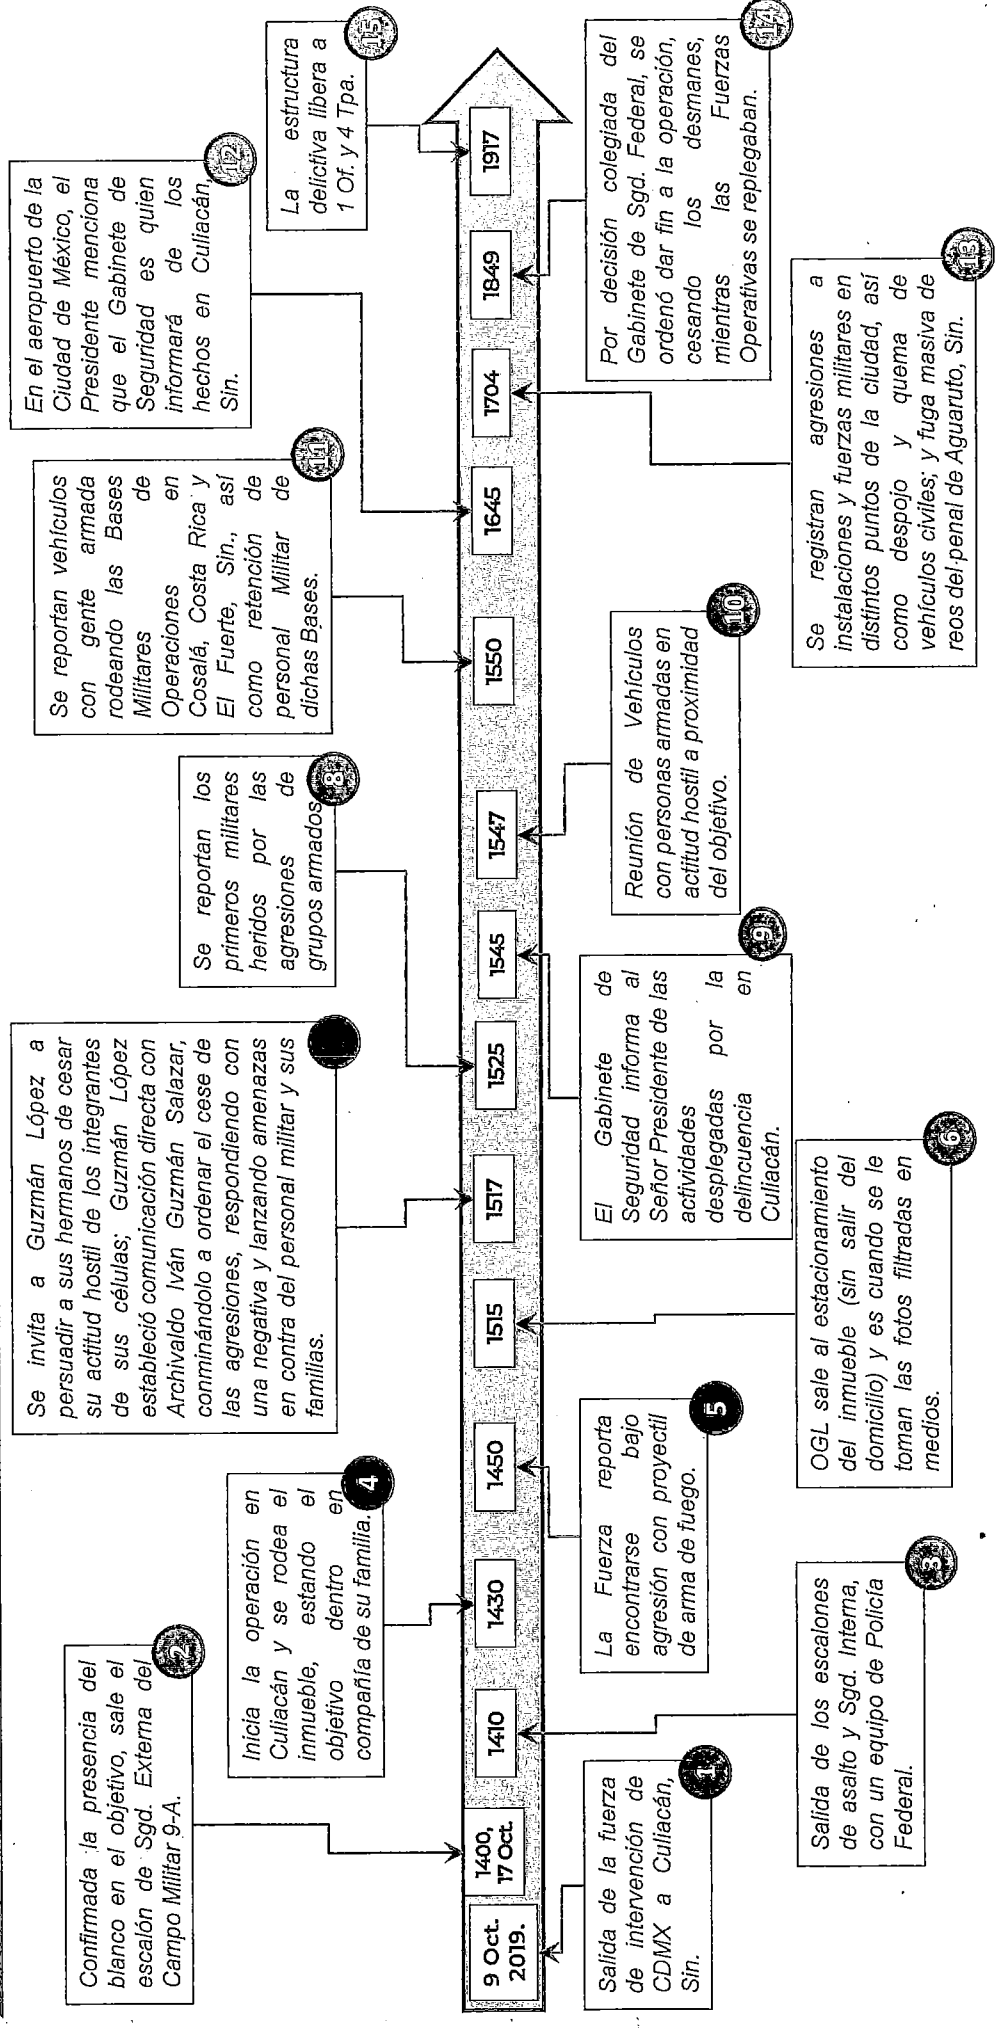 9 Oct.
2019.
Salida de la fuerza
de intervención de
CDMX a Culiacán,
Sin.
1
1400,
17 Oct.
Confirmada la presencia del
blanco en el objetivo, sale el
escalón de Sgd. Externa del
Campo Militar 9-A.
2
1410
Salida de los escalones
de asalto y Sgd. Interna,
con un equipo de Policía
Federal.
3
1430
Inicia la operación en
Culiacán y se rodea el
inmueble, estando el
objetivo dentro en
compañía de su familia.
4
1450
La Fuerza reporta
encontrarse bajo
agresión con proyectil
de arma de fuego.
5
1515
OGL sale al estacionamiento
del inmueble (sin salir del
domicilio) y es cuando se le
toman las fotos filtradas en
medios.
6
1517
Se invita a Guzmán López a
persuadir a sus hermanos de cesar
su actitud hostil de los integrantes
de sus células; Guzmán López
estableció comunicación directa con
Archivaldo Iván Guzmán Salazar,
conminándolo a ordenar el cese de
las agresiones, respondiendo con
una negativa y lanzando amenazas
en contra del personal militar y sus
familias.
1525
Se reportan los
primeros militares
heridos por las
agresiones de
grupos armados
8
1545
El Gabinete de
Seguridad informa al
Señor Presidente de las
actividades
desplegadas por la
delincuencia en
Culiacán.
9
1547
Reunión de Vehículos
con personas armadas en
actitud hostil a proximidad
del objetivo.
10
1550
Se reportan vehículos
con gente armada
rodeando las Bases
Militares de
Operaciones en
Cosalá, Costa Rica y
El Fuerte, Sin., así
como retención de
personal Militar de
dichas Bases.
11
1645
En el aeropuerto de la
Ciudad de México, el
Presidente menciona
que el Gabinete de
Seguridad es quien
informará de los
hechos en Culiacán,
Sin.
12
1704
Se registran agresiones a
instalaciones y fuerzas militares en
distintos puntos de la ciudad, así
como despojo y quema de
vehículos civiles; y fuga masiva de
reos del penal de Aguaruto, Sin.
13
1849
Por decisión colegiada del
Gabinete de Sgd. Federal, se
ordenó dar fin a la operación,
cesando los desmanes,
mientras las Fuerzas
Operativas se replegaban.
14
1917
La estructura
delictiva libera a
1 Of. y 4 Tpa.
15